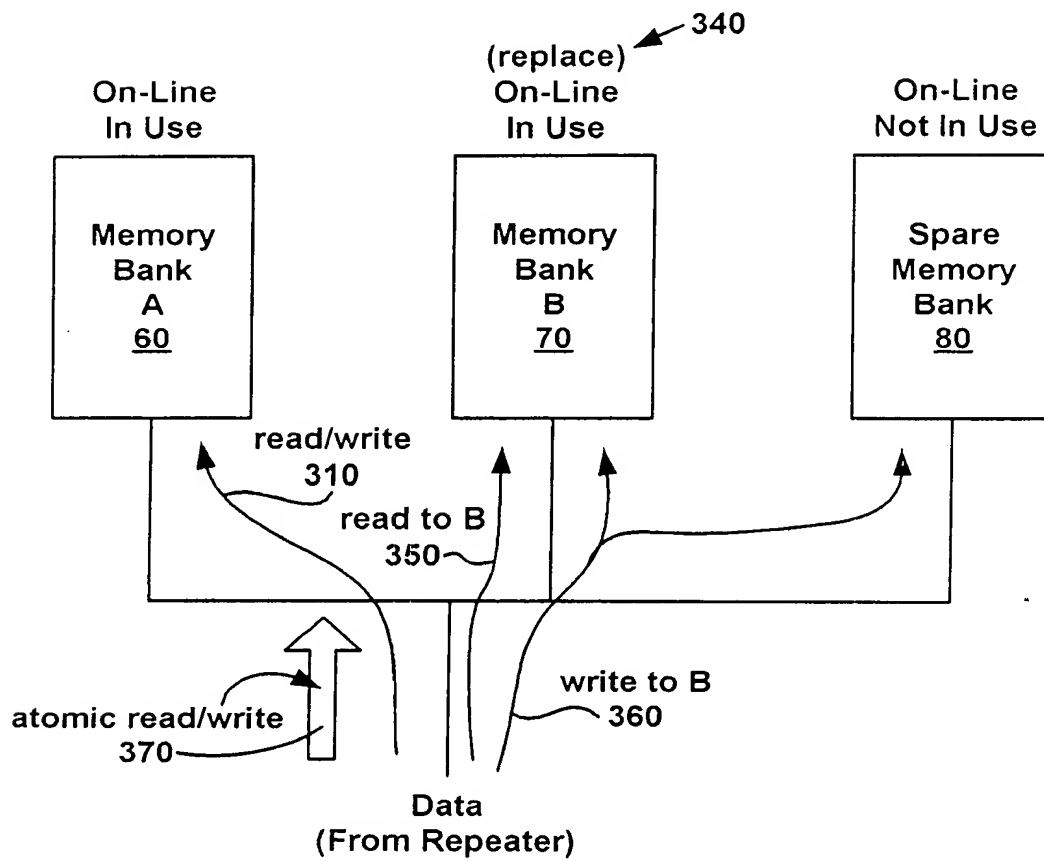 340
(replace)
On-Line
In Use
On-Line
In Use
On-Line
Not In Use
Memory
Bank
A
60
Memory
Bank
B
70
Spare
Memory
Bank
80
read/write
310
read to B
350
write to B
360
atomic read/write
370
Data
(From Repeater)